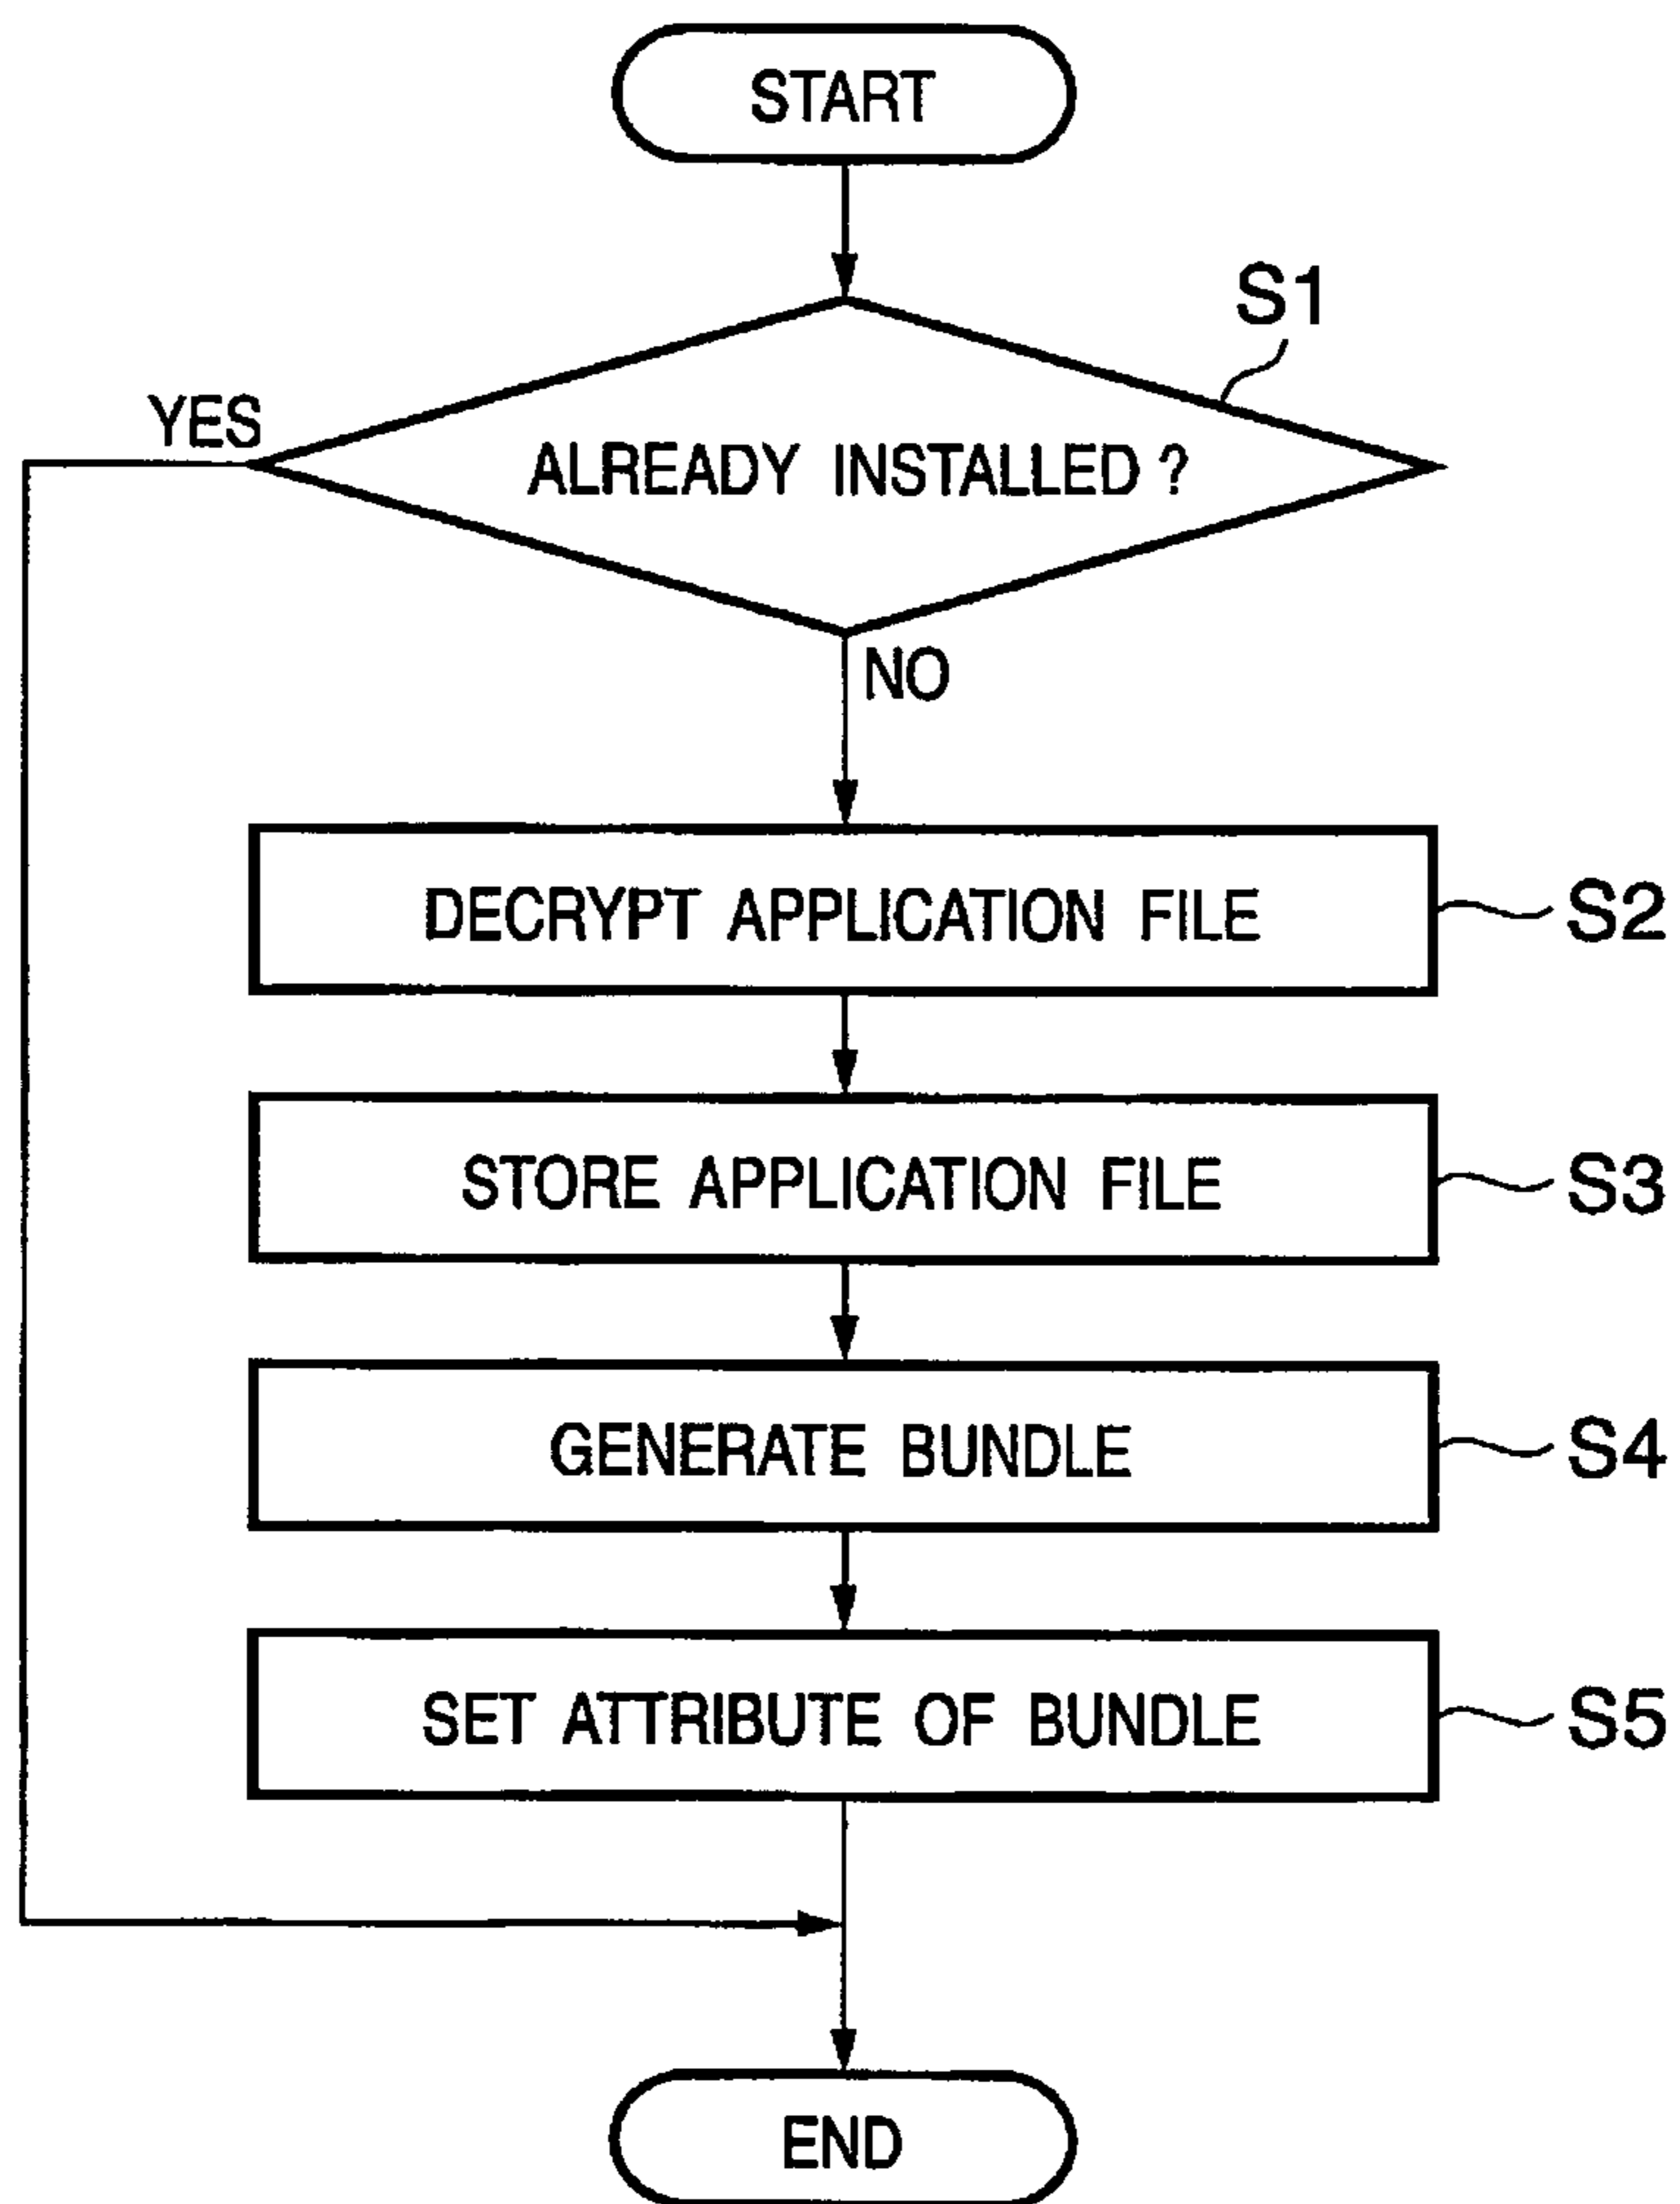 START
S1
YES
ALREADY INSTALLED ?
NO
DECRYPT APPLICATION FILE
S2
STORE APPLICATION FILE
S3
GENERATE BUNDLE
S4
SET ATTRIBUTE OF BUNDLE
S5
END